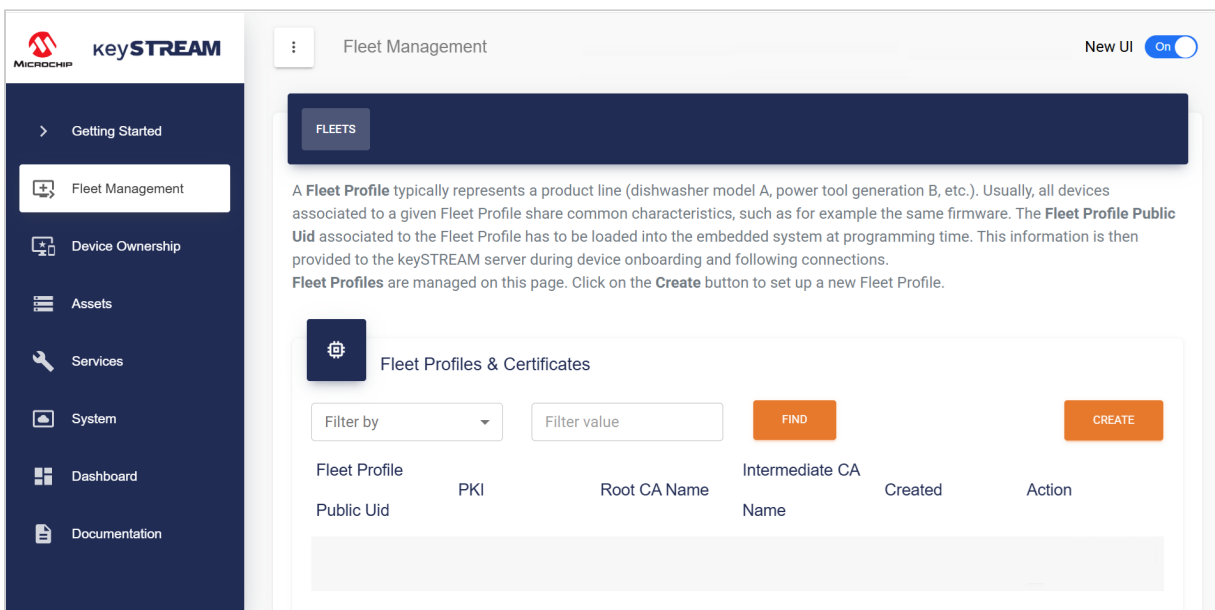 MICROCHIP
keySTREAM
Fleet Management
New UI
On
Getting Started
Fleet Management
Device Ownership
Assets
Services
System
Dashboard
Documentation
FLEETS
A Fleet Profile typically represents a product line (dishwasher model A, power tool generation B, etc.). Usually, all devices
associated to a given Fleet Profile share common characteristics, such as for example the same firmware. The Fleet Profile Public
Uid associated to the Fleet Profile has to be loaded into the embedded system at programming time. This information is then
provided to the keySTREAM server during device onboarding and following connections.
Fleet Profiles are managed on this page. Click on the Create button to set up a new Fleet Profile.
Fleet Profiles & Certificates
Filter by
Filter value
FIND
CREATE
Fleet Profile
Public Uid
PKI
Root CA Name
Intermediate CA
Name
Created
Action